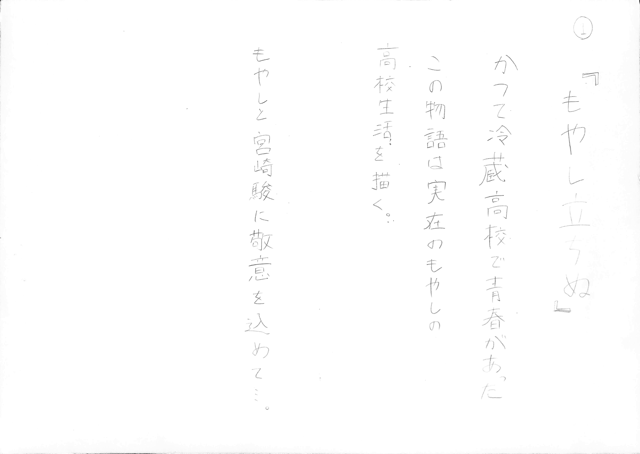 ①
『もやし立ちぬ』
かつて冷蔵高校で青春があった
この物語は実在のもやしの
高校生活を描く。
もやしと宮崎駿に敬意を込めて…。